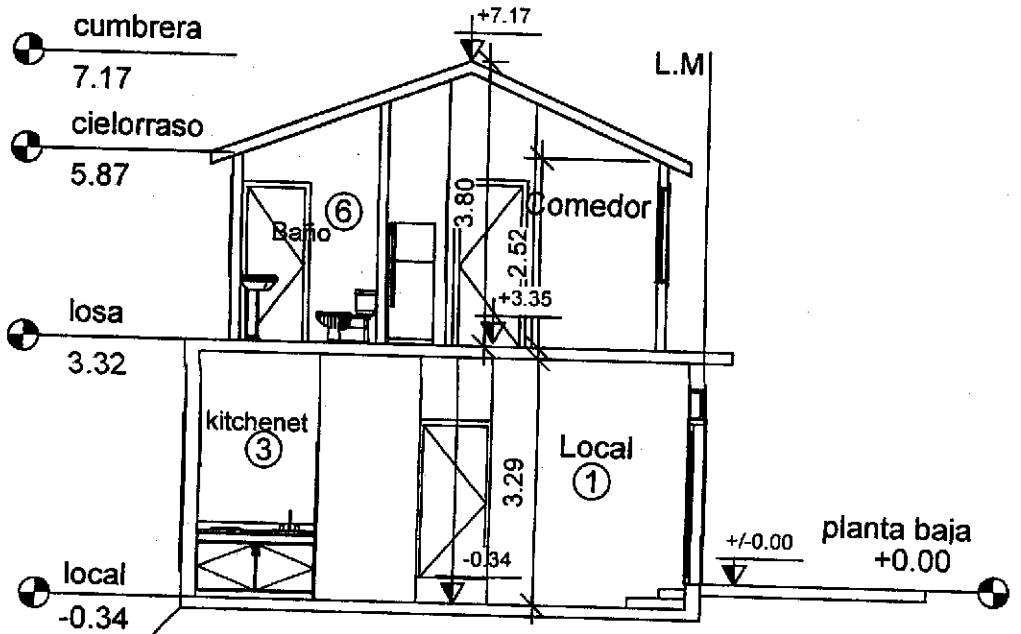 cumbrera
7.17
+7.17
L.M
cielorraso
5.87
6
Baño
3.80
2.52
Comedor
+3.35
losa
3.32
kitchenet
3
3.29
Local
1
-0.34
+/-0.00
planta baja
+0.00
local
-0.34